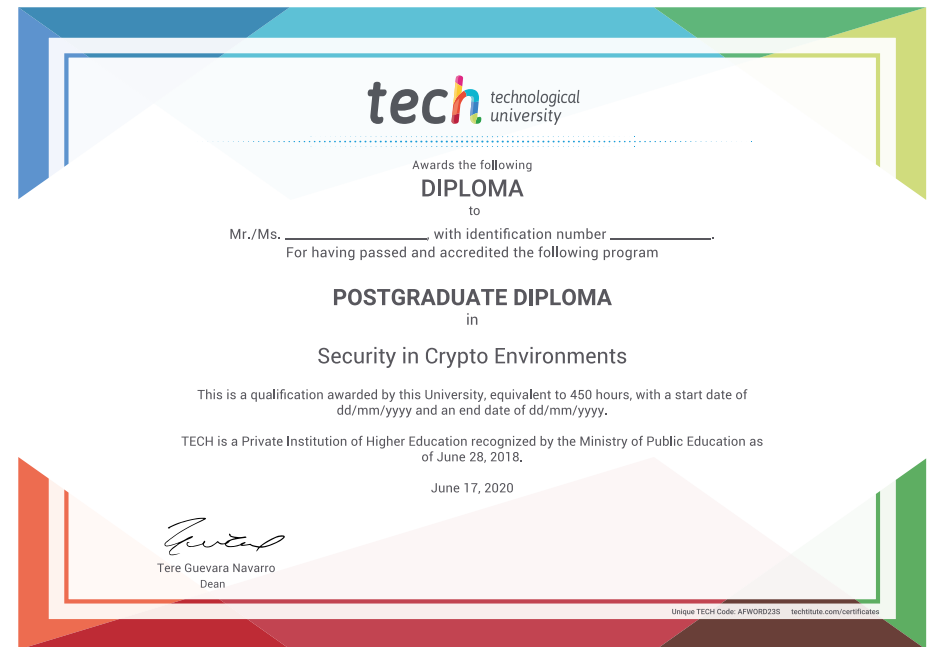 tech technological
university
Awards the following
DIPLOMA
to
Mr./Ms. ____________________, with identification number ______________.
For having passed and accredited the following program
POSTGRADUATE DIPLOMA
in
Security in Crypto Environments
This is a qualification awarded by this University, equivalent to 450 hours, with a start date of
dd/mm/yyyy and an end date of dd/mm/yyyy.
TECH is a Private Institution of Higher Education recognized by the Ministry of Public Education as
of June 28, 2018.
June 17, 2020
Tere Guevara Navarro
Dean
Unique TECH Code: AFWORD23S techtitute.com/certificates